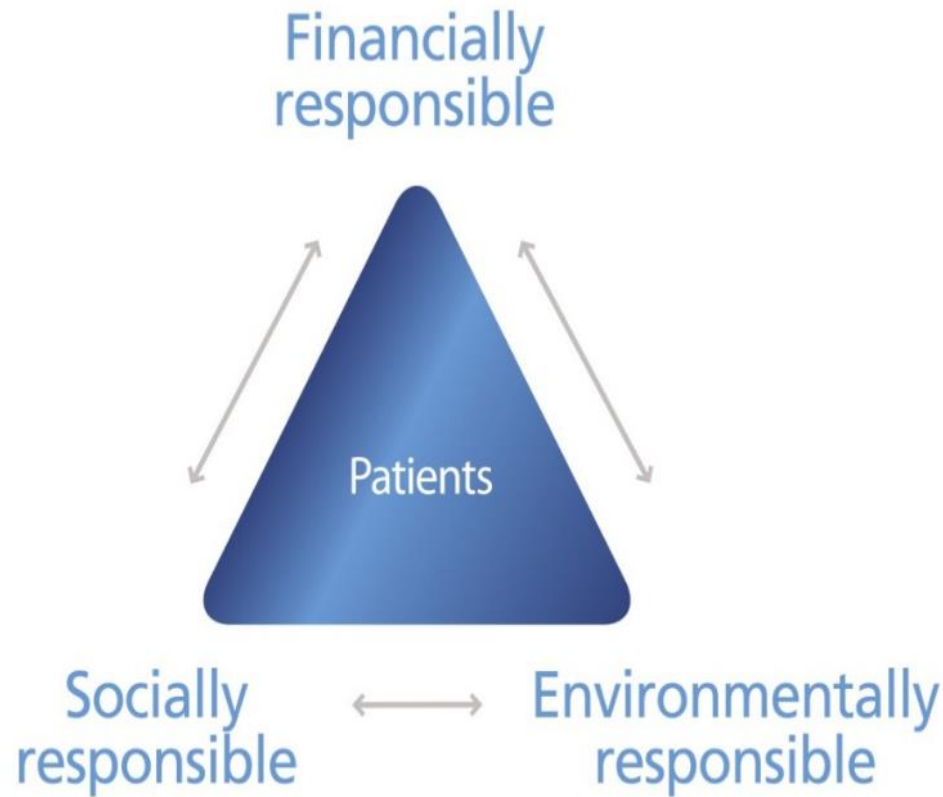 Financially
responsible
Patients
Socially
responsible
Environmentally
responsible